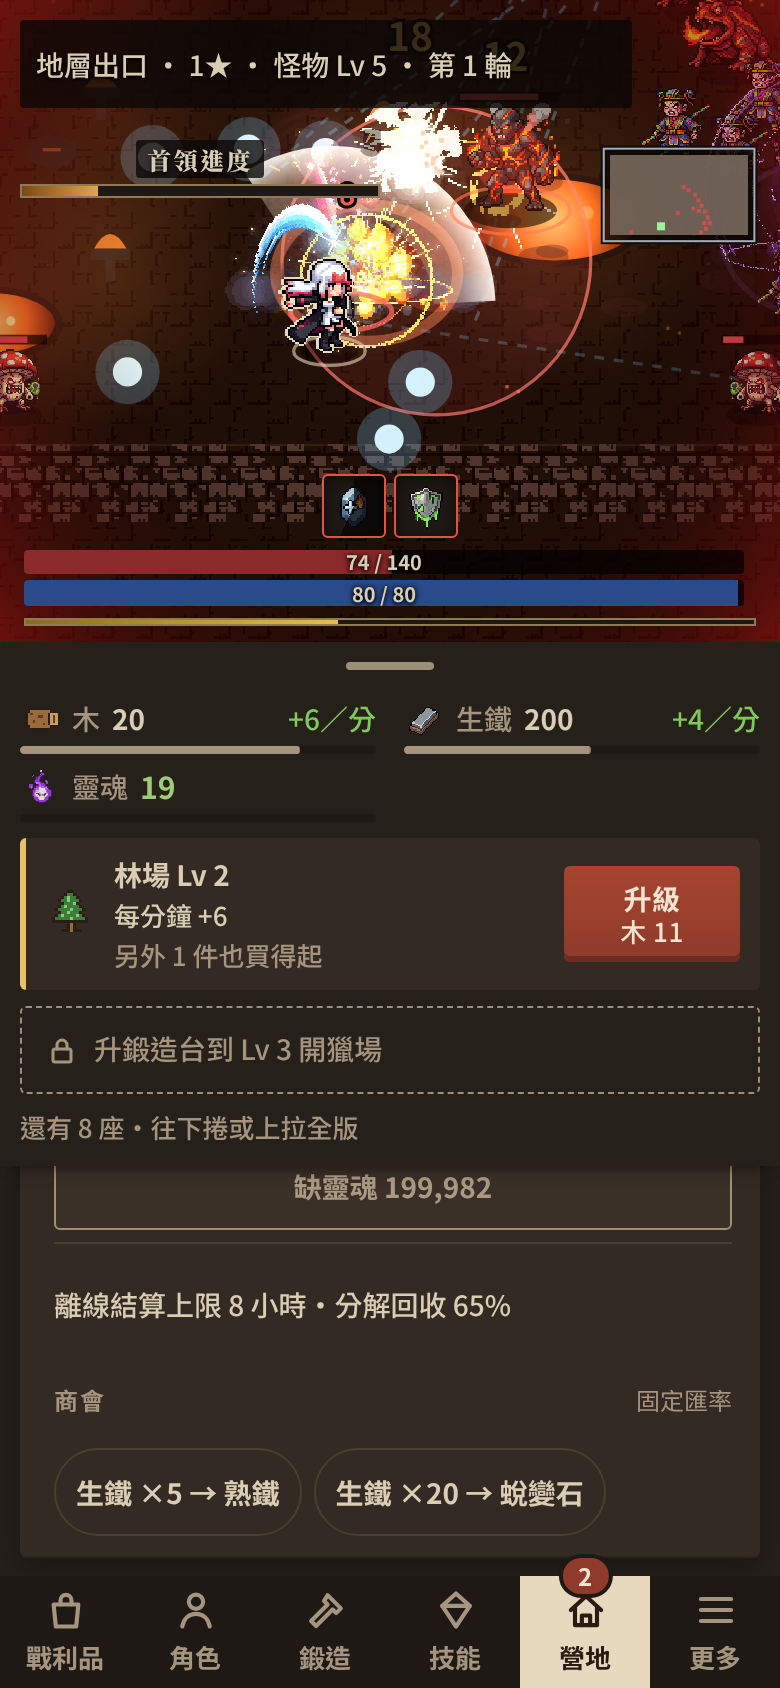 18
12
地層出口 · 1★ · 怪物 Lv 5 · 第 1 輪
首領進度
74 / 140
80 / 80
木 20 +6／分
生鐵 200 +4／分
靈魂 19
林場 Lv 2
每分鐘 +6
另外 1 件也買得起
升級
木 11
升鍛造台到 Lv 3 開獵場
還有 8 座·往下捲或上拉全版
缺靈魂 199,982
離線結算上限 8 小時·分解回收 65%
商會
固定匯率
生鐵 ×5 → 熟鐵
生鐵 ×20 → 蛻變石
2
戰利品
角色
鍛造
技能
營地
更多